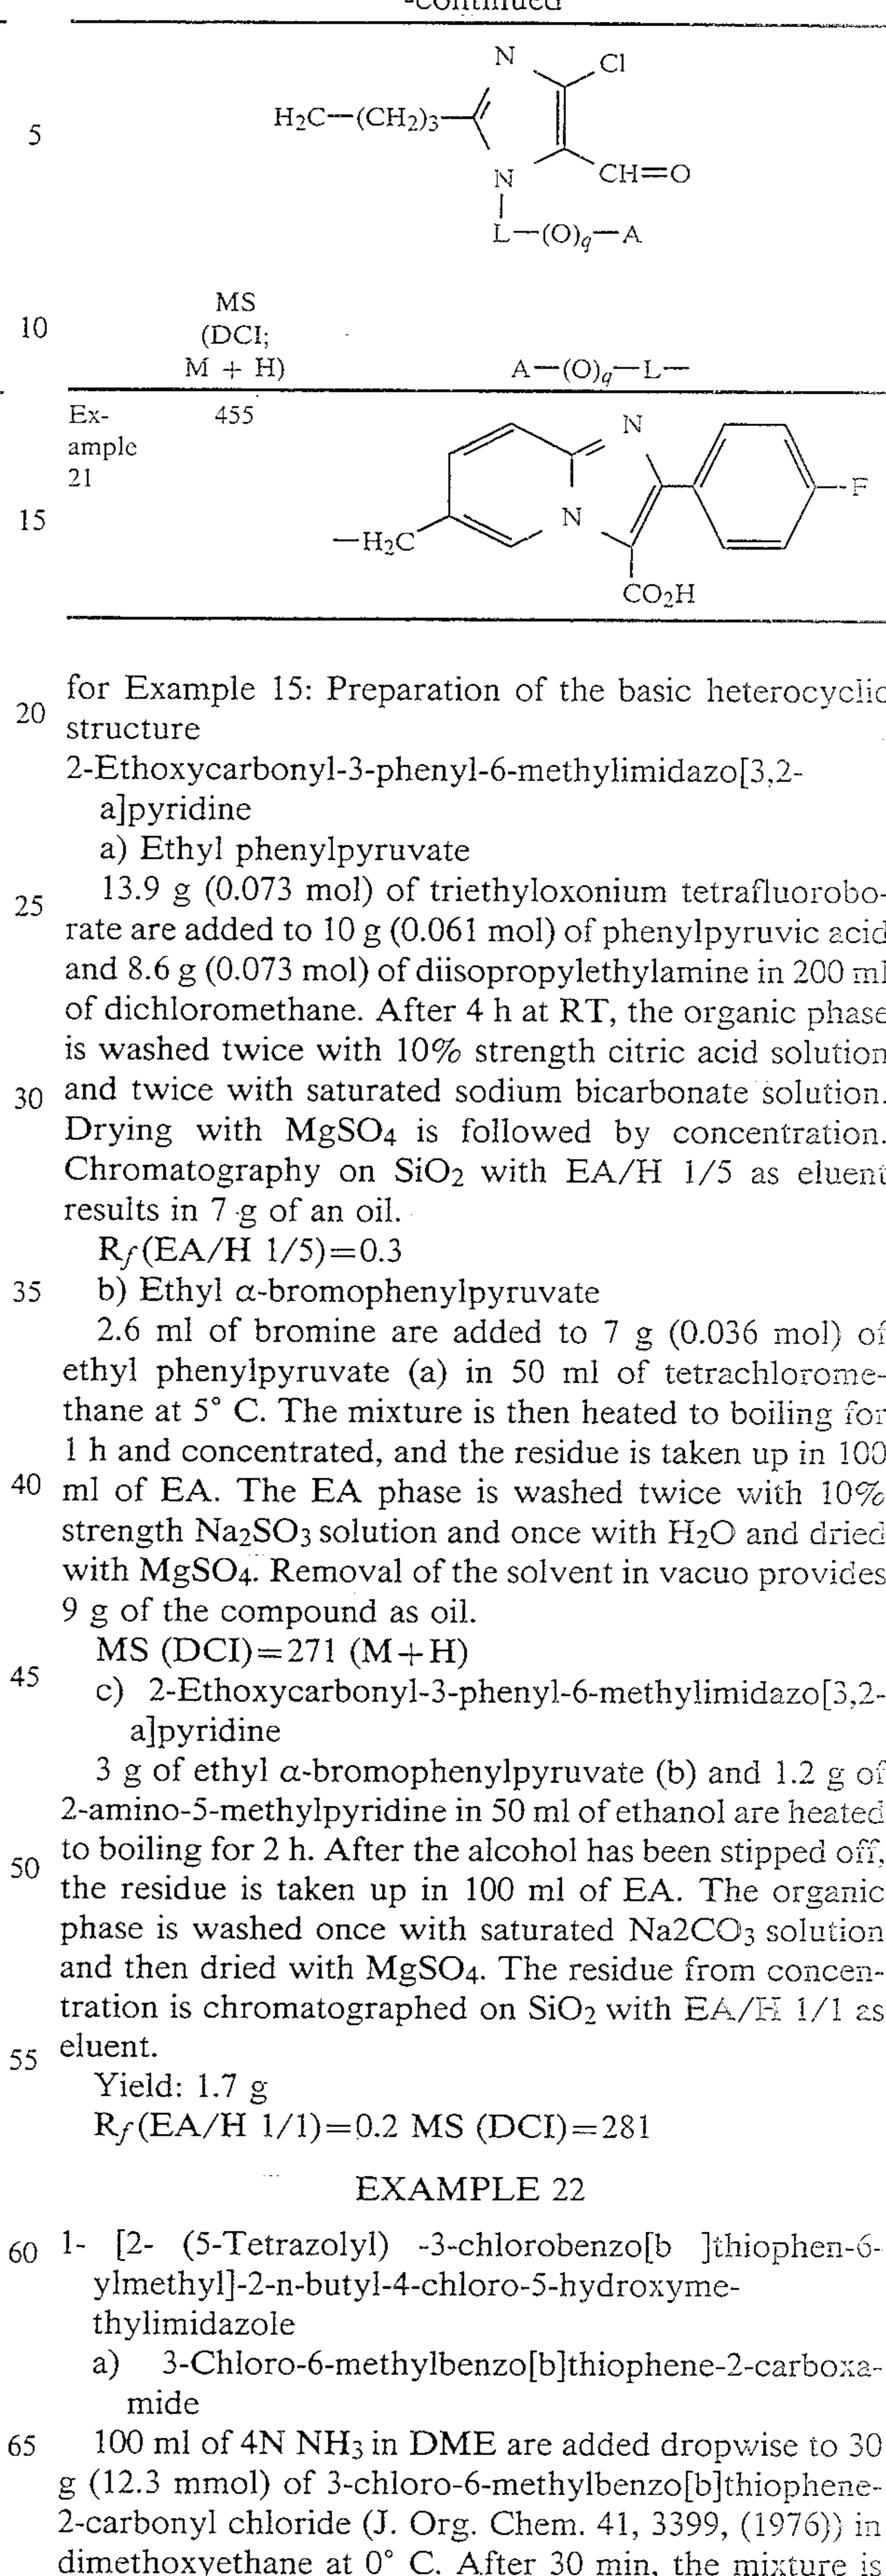 -continued
N
Cl
5
H2C—(CH2)3
N
CH=O
L—(O)q—A
MS
10
(DCI;
M + H)
A—(O)q—L—
Ex-
455
ample
21
N
F
15
N
—H2C
CO2H
for Example 15: Preparation of the basic heterocyclic
20
structure
2-Ethoxycarbonyl-3-phenyl-6-methylimidazo[3,2-
a]pyridine
a) Ethyl phenylpyruvate
25
13.9 g (0.073 mol) of triethyloxonium tetrafluorobo-
rate are added to 10 g (0.061 mol) of phenylpyruvic acid
and 8.6 g (0.073 mol) of diisopropylethylamine in 200 ml
of dichloromethane. After 4 h at RT, the organic phase
is washed twice with 10% strength citric acid solution
30
and twice with saturated sodium bicarbonate solution.
Drying with MgSO4 is followed by concentration.
Chromatography on SiO2 with EA/H 1/5 as eluent
results in 7 g of an oil.
Rf(EA/H 1/5)=0.3
35
b) Ethyl α-bromophenylpyruvate
2.6 ml of bromine are added to 7 g (0.036 mol) of
ethyl phenylpyruvate (a) in 50 ml of tetrachlorome-
thane at 5° C. The mixture is then heated to boiling for
1 h and concentrated, and the residue is taken up in 100
40
ml of EA. The EA phase is washed twice with 10%
strength Na2SO3 solution and once with H2O and dried
with MgSO4. Removal of the solvent in vacuo provides
9 g of the compound as oil.
MS (DCI)=271 (M+H)
45
c) 2-Ethoxycarbonyl-3-phenyl-6-methylimidazo[3,2-
a]pyridine
3 g of ethyl α-bromophenylpyruvate (b) and 1.2 g of
2-amino-5-methylpyridine in 50 ml of ethanol are heated
to boiling for 2 h. After the alcohol has been stipped off,
50
the residue is taken up in 100 ml of EA. The organic
phase is washed once with saturated Na2CO3 solution
and then dried with MgSO4. The residue from concen-
tration is chromatographed on SiO2 with EA/H 1/1 as
55
eluent.
Yield: 1.7 g
Rf(EA/H 1/1)=0.2 MS (DCI)=281
EXAMPLE 22
60
1- [2- (5-Tetrazolyl) -3-chlorobenzo[b ]thiophen-6-
ylmethyl]-2-n-butyl-4-chloro-5-hydroxyme-
thylimidazole
a) 3-Chloro-6-methylbenzo[b]thiophene-2-carboxa-
mide
65
100 ml of 4N NH3 in DME are added dropwise to 30
g (12.3 mmol) of 3-chloro-6-methylbenzo[b]thiophene-
2-carbonyl chloride (J. Org. Chem. 41, 3399, (1976)) in
dimethoxyethane at 0° C. After 30 min, the mixture is